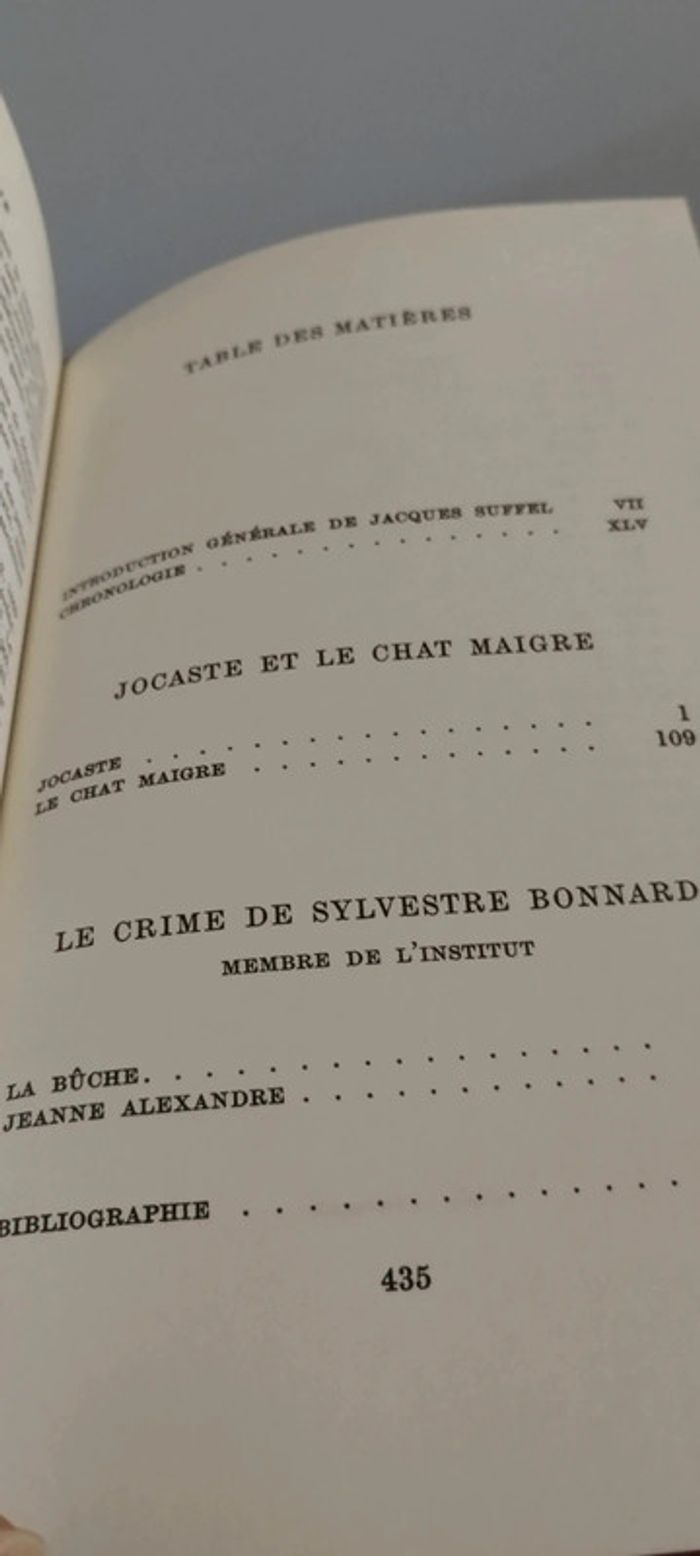 TABLE DES MATIÈRES
INTRODUCTION GÉNÉRALE DE JACQUES SUFFEL VII
CHRONOLOGIE . . . . . . . . . . . . . . XLV
JOCASTE ET LE CHAT MAIGRE
JOCASTE . . . . . . . . . . . . . . . . . 1
LE CHAT MAIGRE . . . . . . . . . . . . . 109
LE CRIME DE SYLVESTRE BONNARD
MEMBRE DE L'INSTITUT
LA BÛCHE. . . . . . . . . . . . . . . . .
JEANNE ALEXANDRE . . . . . . . . . . . .
BIBLIOGRAPHIE . . . . . . . . . . . . . .
435